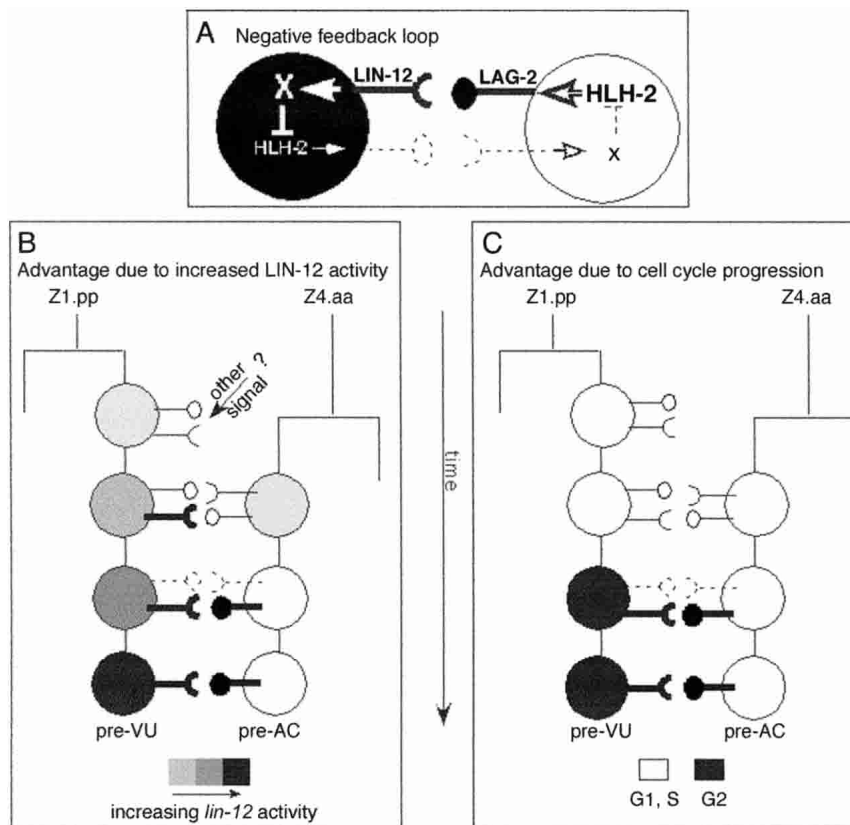 A Negative feedback loop
LIN-12 LAG-2
X HLH-2
HLH-2 x
B
Advantage due to increased LIN-12 activity
Z1.pp Z4.aa
other signal ?
pre-VU pre-AC
increasing lin-12 activity
time
C
Advantage due to cell cycle progression
Z1.pp Z4.aa
pre-VU pre-AC
G1, S G2